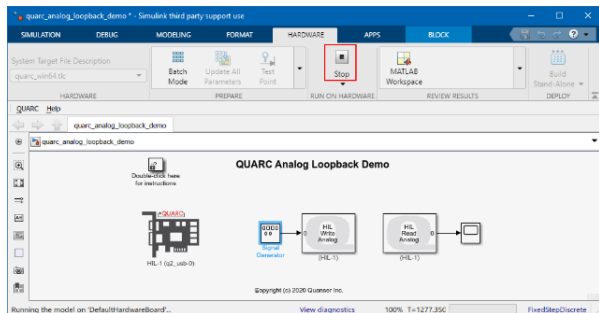 quarc_analog_loopback_demo * - Simulink third party support use
SIMULATION DEBUG MODELING FORMAT HARDWARE APPS BLOCK
System Target File Description
quarc_win64.tlc
Batch Mode
Update All Parameters
Test Point
Stop
MATLAB Workspace
Build Stand-Alone
HARDWARE PREPARE RUN ON HARDWARE REVIEW RESULTS DEPLOY
QUARC Help
quarc_analog_loopback_demo
quarc_analog_loopback_demo
QUARC Analog Loopback Demo
Double-click here
for instructions
QUARC
HIL-1 (q2_usb-0)
Signal
Generator
HIL
Write
Analog
(HIL-1)
HIL
Read
Analog
(HIL-1)
Copyright (c) 2020 Quanser Inc.
Running the model on 'DefaultHardwareBoard'... View diagnostics 100% T=1277.350 FixedStepDiscrete